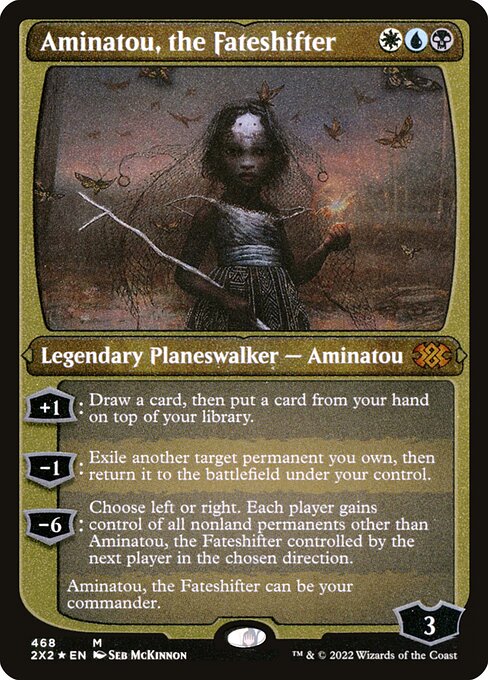 Aminatou, the Fateshifter
Legendary Planeswalker — Aminatou
+1: Draw a card, then put a card from your hand
on top of your library.
−1: Exile another target permanent you own, then
return it to the battlefield under your control.
Choose left or right. Each player gains
−6: control of all nonland permanents other than
Aminatou, the Fateshifter controlled by the
next player in the chosen direction.
Aminatou, the Fateshifter can be your
commander.
3
468 M
2X2 ★ EN Seb McKinnon
™ & © 2022 Wizards of the Coast